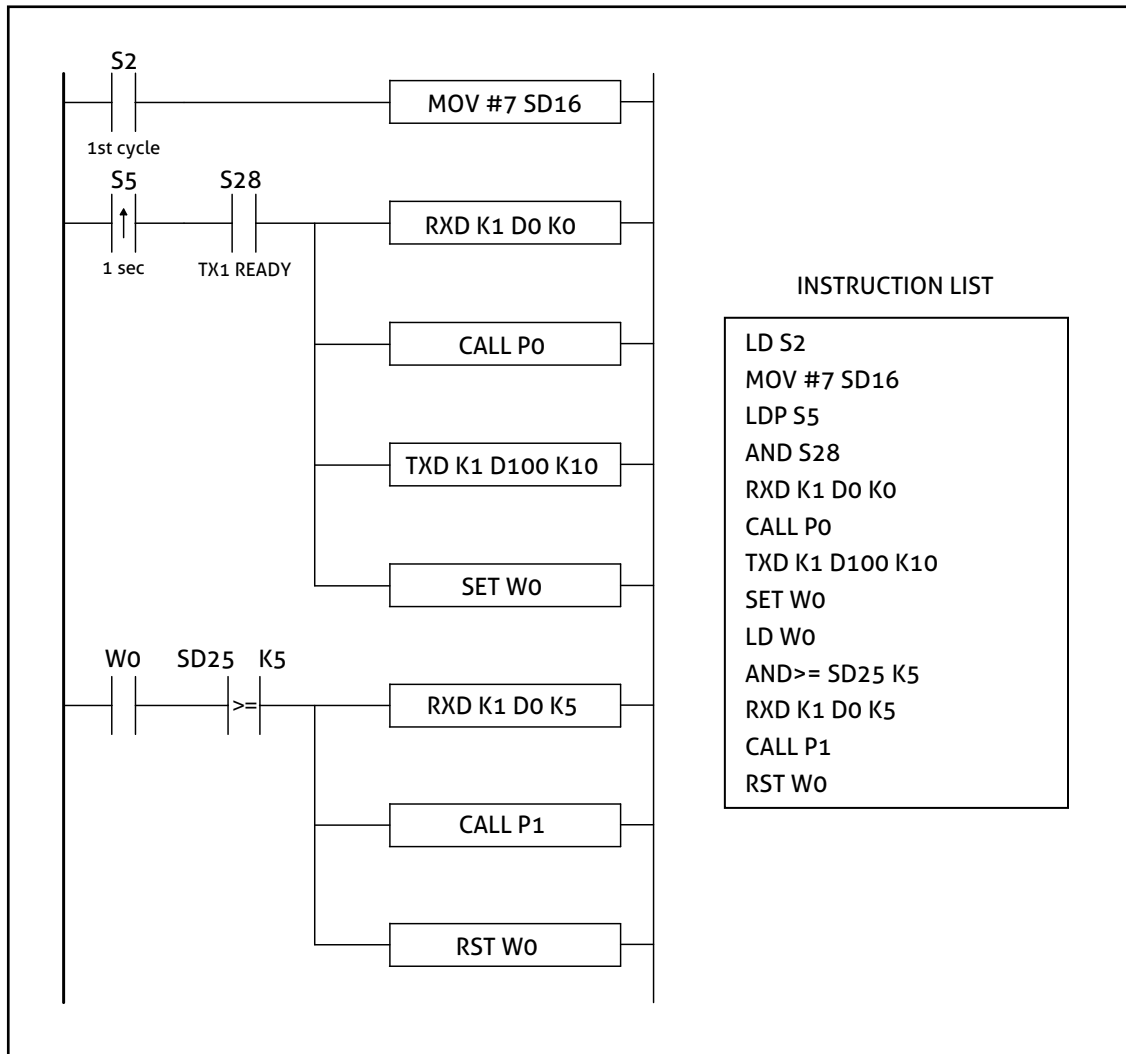 S2
MOV #7 SD16
1st cycle
S5 S28
RXD K1 D0 K0
1 sec TX1 READY
CALL P0
TXD K1 D100 K10
SET W0
W0 SD25 K5
>=
RXD K1 D0 K5
CALL P1
RST W0
INSTRUCTION LIST
LD S2
MOV #7 SD16
LDP S5
AND S28
RXD K1 D0 K0
CALL P0
TXD K1 D100 K10
SET W0
LD W0
AND>= SD25 K5
RXD K1 D0 K5
CALL P1
RST W0